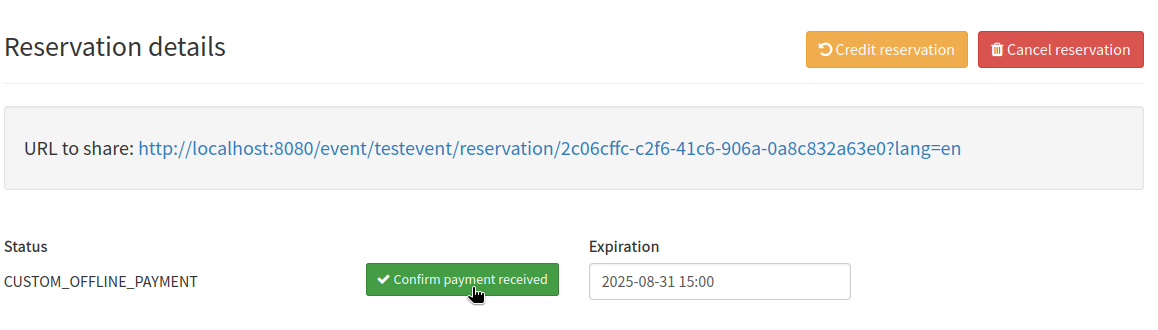 Reservation details
Credit reservation
Cancel reservation
URL to share: http://localhost:8080/event/testevent/reservation/2c06cffc-c2f6-41c6-906a-0a8c832a63e0?lang=en
Status
Expiration
CUSTOM_OFFLINE_PAYMENT
Confirm payment received
2025-08-31 15:00